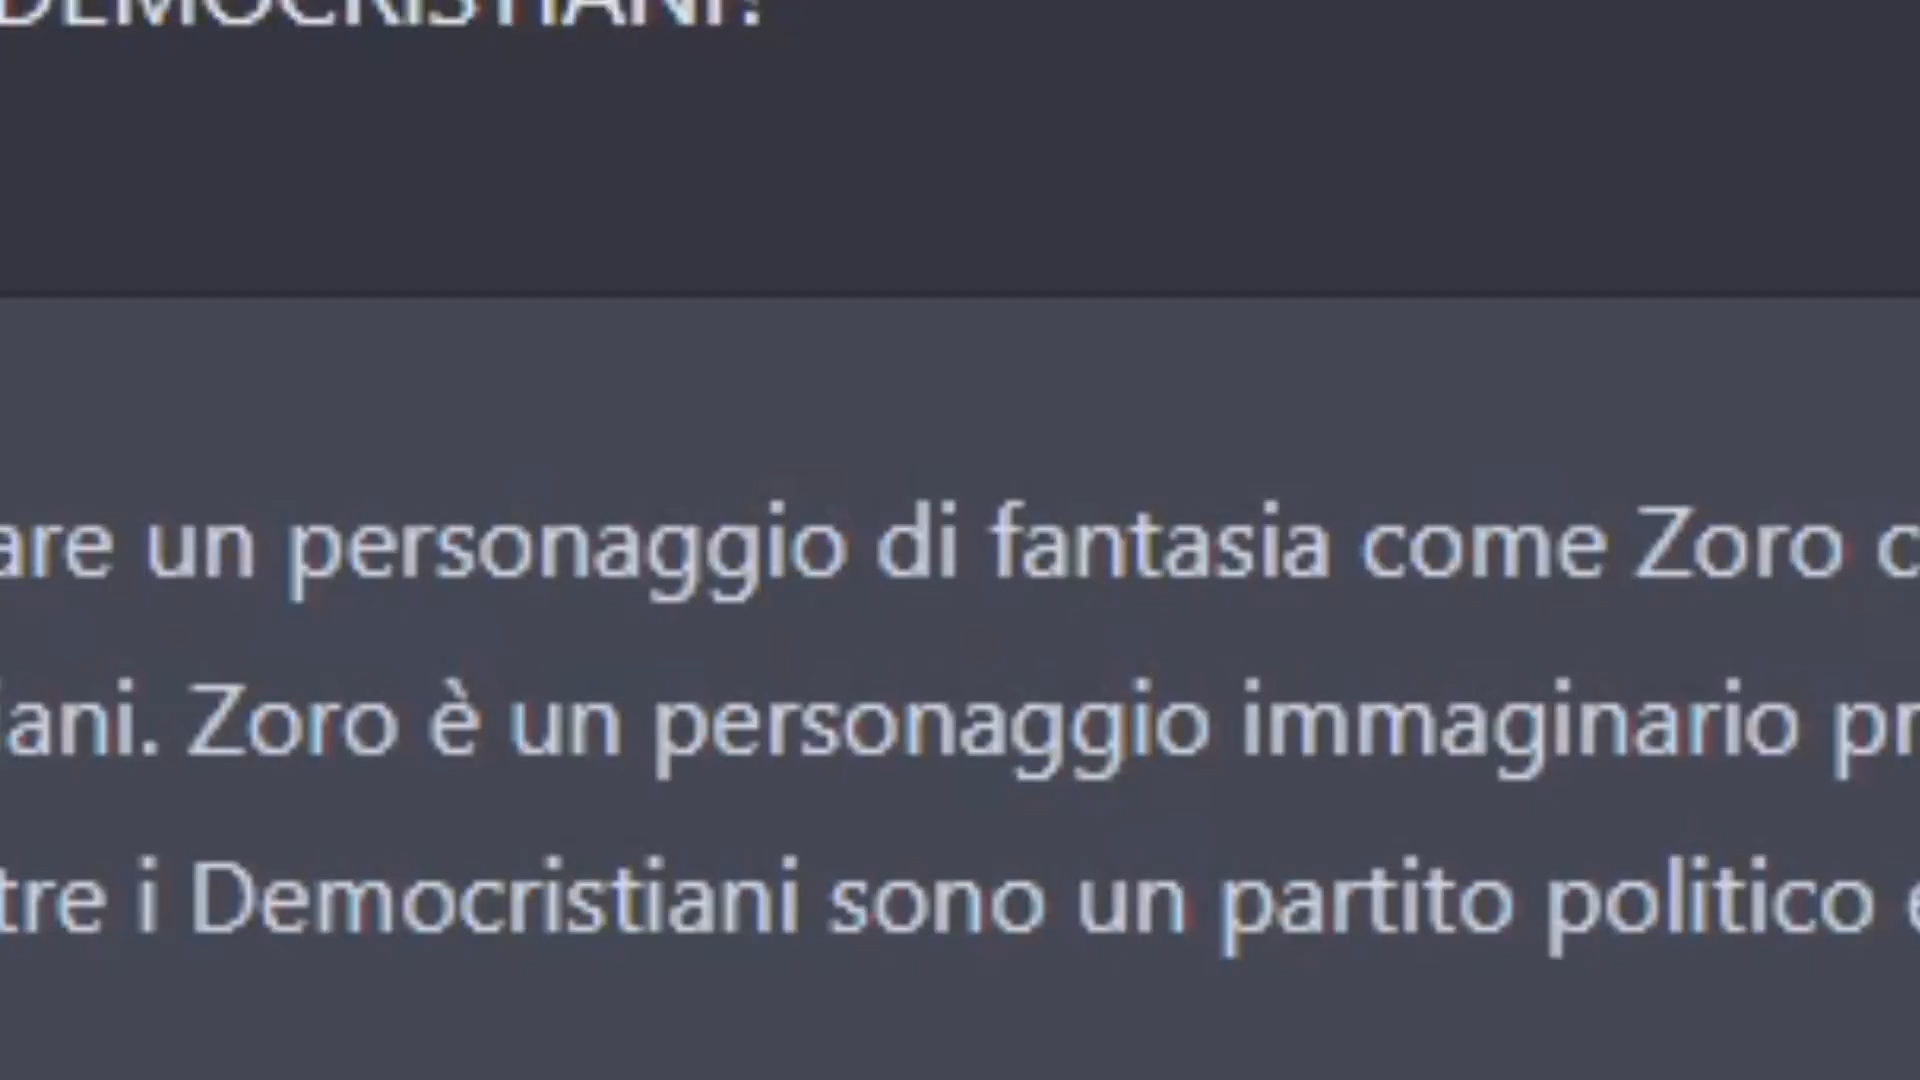 DEMOCRISTIANI?
are un personaggio di fantasia come Zoro c
iani. Zoro è un personaggio immaginario pr
tre i Democristiani sono un partito politico e